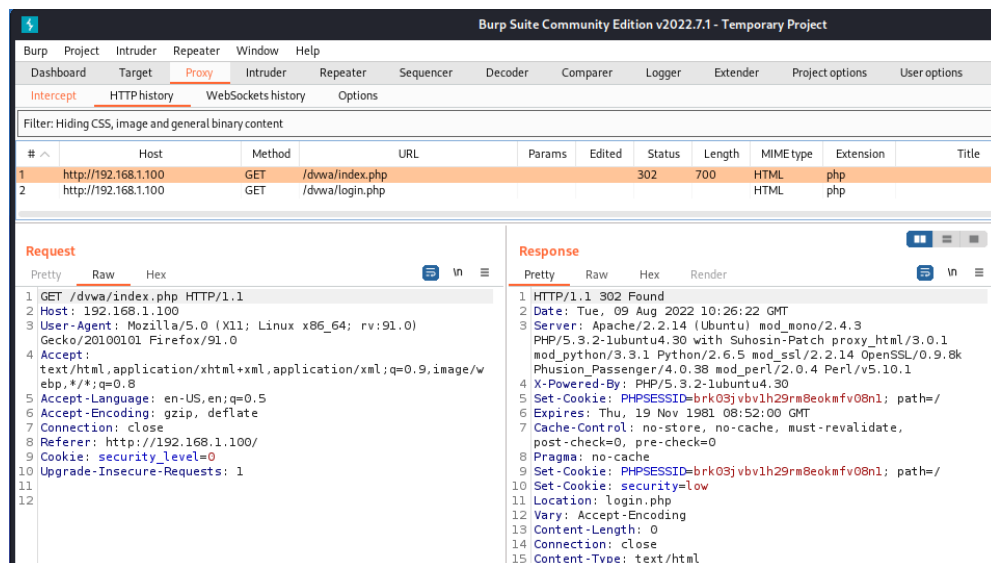 Burp Suite Community Edition v2022.7.1 - Temporary Project
Burp Project Intruder Repeater Window Help
Dashboard Target Proxy Intruder Repeater Sequencer Decoder Comparer Logger Extender Project options User options
Intercept HTTP history WebSockets history Options
Filter: Hiding CSS, image and general binary content
# Host Method URL Params Edited Status Length MIME type Extension Title
1 http://192.168.1.100 GET /dvwa/index.php 302 700 HTML php
2 http://192.168.1.100 GET /dvwa/login.php HTML php
Request
Pretty Raw Hex \n
1 GET /dvwa/index.php HTTP/1.1
2 Host: 192.168.1.100
3 User-Agent: Mozilla/5.0 (X11; Linux x86_64; rv:91.0)
Gecko/20100101 Firefox/91.0
4 Accept:
text/html,application/xhtml+xml,application/xml;q=0.9,image/w
ebp,*/*;q=0.8
5 Accept-Language: en-US,en;q=0.5
6 Accept-Encoding: gzip, deflate
7 Connection: close
8 Referer: http://192.168.1.100/
9 Cookie: security_level=0
10 Upgrade-Insecure-Requests: 1
11
12
Response
Pretty Raw Hex Render \n
1 HTTP/1.1 302 Found
2 Date: Tue, 09 Aug 2022 10:26:22 GMT
3 Server: Apache/2.2.14 (Ubuntu) mod_mono/2.4.3
PHP/5.3.2-1ubuntu4.30 with Suhosin-Patch proxy_html/3.0.1
mod_python/3.3.1 Python/2.6.5 mod_ssl/2.2.14 OpenSSL/0.9.8k
Phusion_Passenger/4.0.38 mod_perl/2.0.4 Perl/v5.10.1
4 X-Powered-By: PHP/5.3.2-1ubuntu4.30
5 Set-Cookie: PHPSESSID=brk03jvbv1h29rm8eokmfv08n1; path=/
6 Expires: Thu, 19 Nov 1981 08:52:00 GMT
7 Cache-Control: no-store, no-cache, must-revalidate,
post-check=0, pre-check=0
8 Pragma: no-cache
9 Set-Cookie: PHPSESSID=brk03jvbv1h29rm8eokmfv08n1; path=/
10 Set-Cookie: security=low
11 Location: login.php
12 Vary: Accept-Encoding
13 Content-Length: 0
14 Connection: close
15 Content-Type: text/html